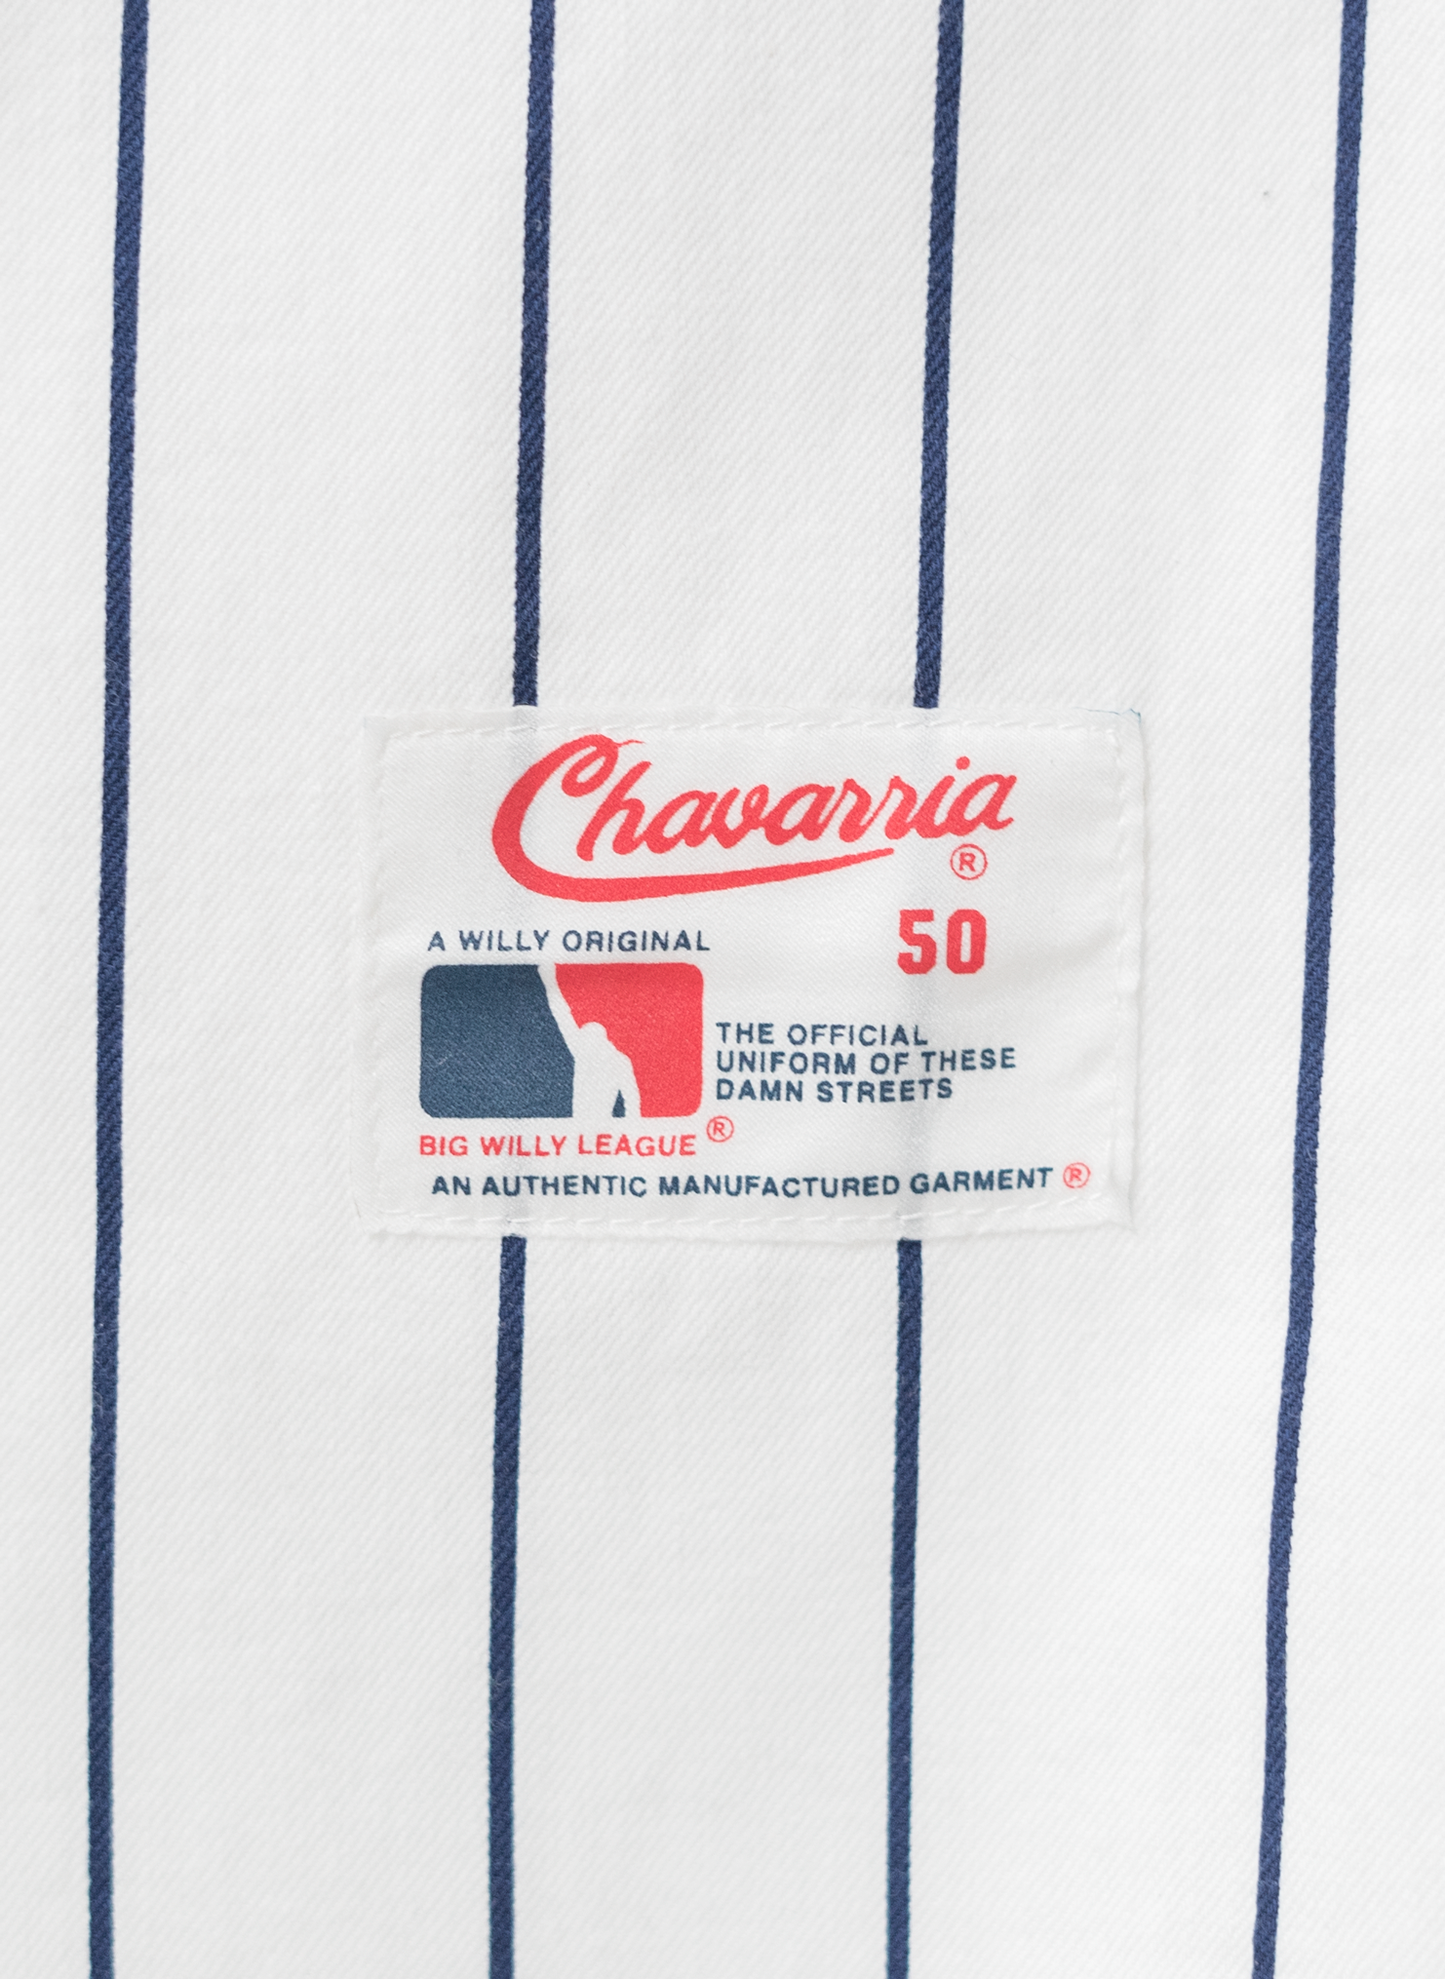 Chavarria
®
50
A WILLY ORIGINAL
THE OFFICIAL
UNIFORM OF THESE
DAMN STREETS
BIG WILLY LEAGUE ®
AN AUTHENTIC MANUFACTURED GARMENT ®